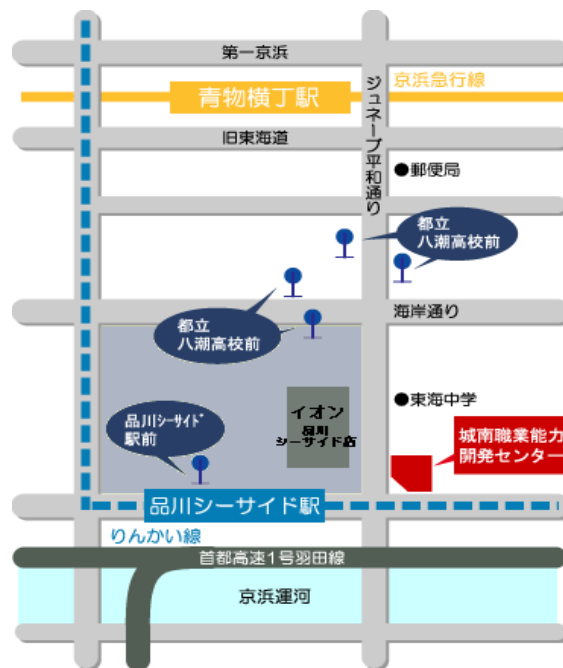 第一京浜
京浜急行線
青物横丁駅
ジュネーブ平和通り
旧東海道
●郵便局
都立
八潮高校前
海岸通り
都立
八潮高校前
イオン
品川
シーサイド店
●東海中学
品川シーサイド
駅前
城南職業能力
開発センター
品川シーサイド駅
りんかい線
首都高速1号羽田線
京浜運河